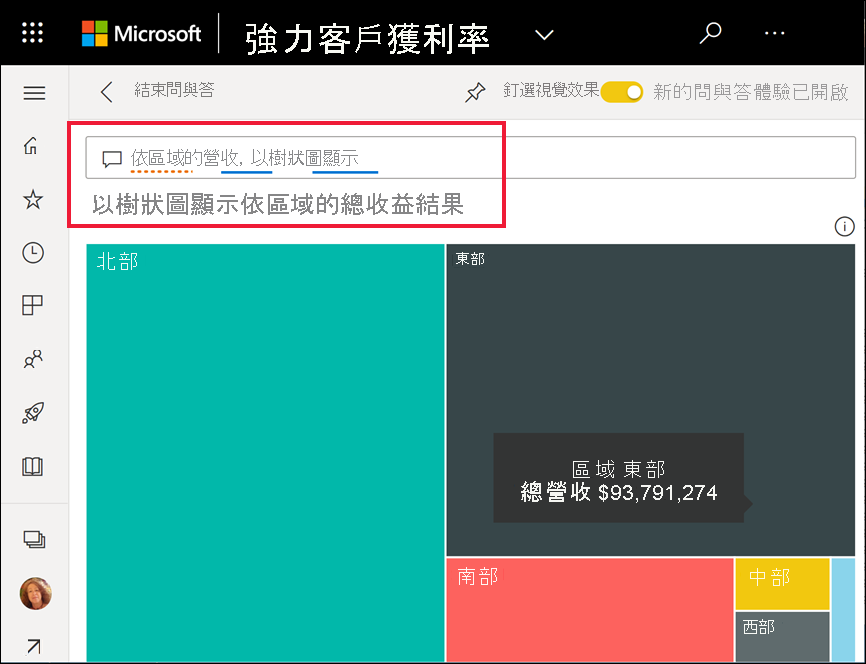 Microsoft 強力客戶獲利率
結束問與答 釘選視覺效果 新的問與答體驗已開啟
依區域的營收, 以樹狀圖顯示
以樹狀圖顯示依區域的總收益結果
北部
東部
區域 東部
總營收 $93,791,274
南部
中部
西部